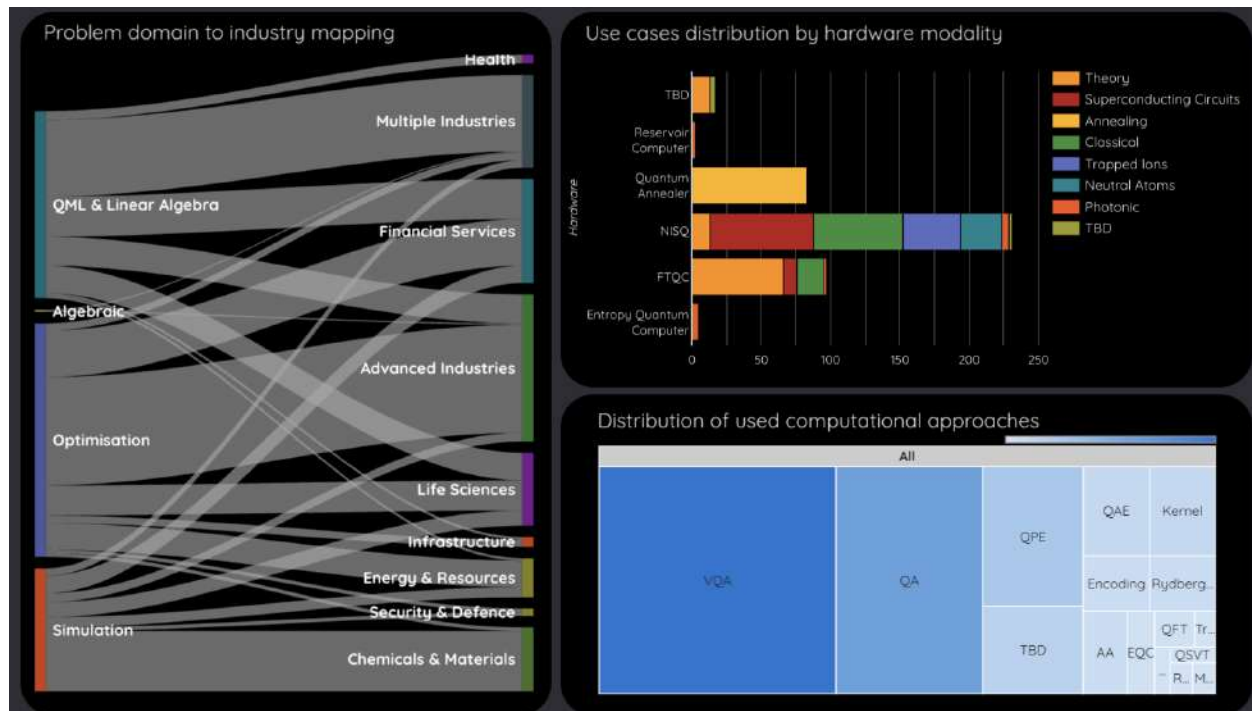 Problem domain to industry mapping
Health
Multiple Industries
QML & Linear Algebra
Financial Services
Algebraic
Advanced Industries
Optimisation
Life Sciences
Infrastructure
Energy & Resources
Security & Defence
Simulation
Chemicals & Materials
Use cases distribution by hardware modality
Hardware
TBD
Reservoir
Computer
Quantum
Annealer
NISQ
FTQC
Entropy Quantum
Computer
0 50 100 150 200 250
Theory
Superconducting Circuits
Annealing
Classical
Trapped Ions
Neutral Atoms
Photonic
TBD
Distribution of used computational approaches
All
VQA
QA
QPE
TBD
QAE
Kernel
Encoding
Rydberg...
AA
EQC
QFT
Tr...
QSVT
...
R...
M...